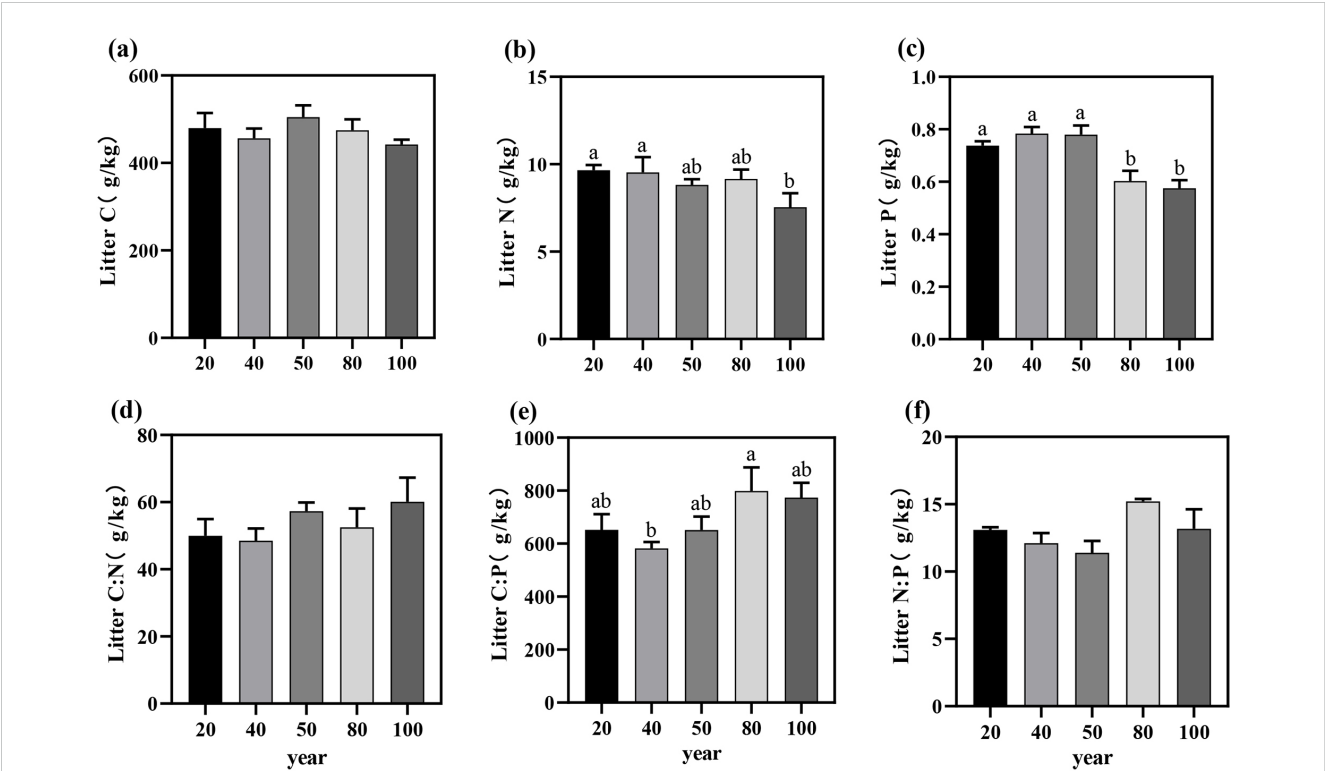 (a)
600
400
200
0
Litter C( g/kg)
20 40 50 80 100
(b)
15
10
5
0
Litter N( g/kg)
a a ab ab b
20 40 50 80 100
(c)
1.0
0.8
0.6
0.4
0.2
0.0
Litter P( g/kg)
a a a b b
20 40 50 80 100
(d)
80
60
40
20
0
Litter C:N( g/kg)
20 40 50 80 100
year
(e)
1000
800
600
400
200
0
Litter C:P( g/kg)
ab b ab a ab
20 40 50 80 100
year
(f)
20
15
10
5
0
Litter N:P( g/kg)
20 40 50 80 100